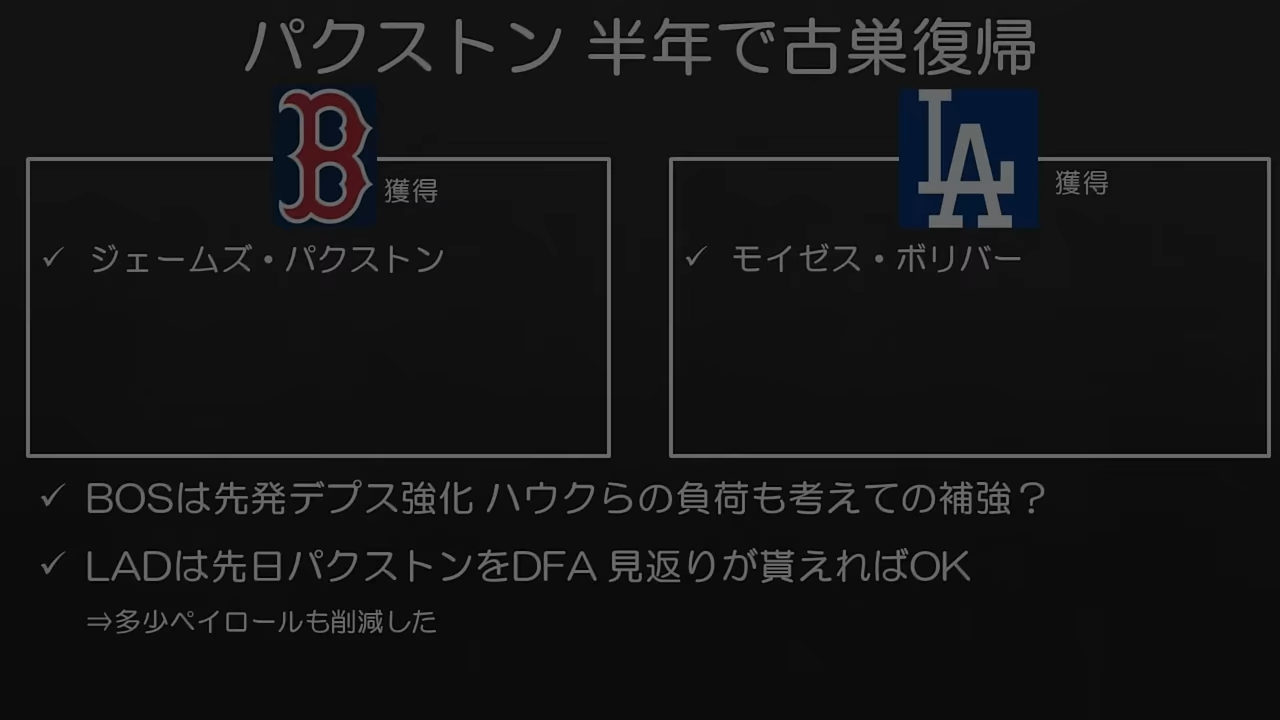 パクストン 半年で古巣復帰
B 獲得
✓ ジェームズ・パクストン
LA 獲得
✓ モイゼス・ボリバー
✓ BOSは先発デプス強化 ハウクらの負荷も考えての補強？
✓ LADは先日パクストンをDFA 見返りが貰えればOK
⇒多少ペイロールも削減した